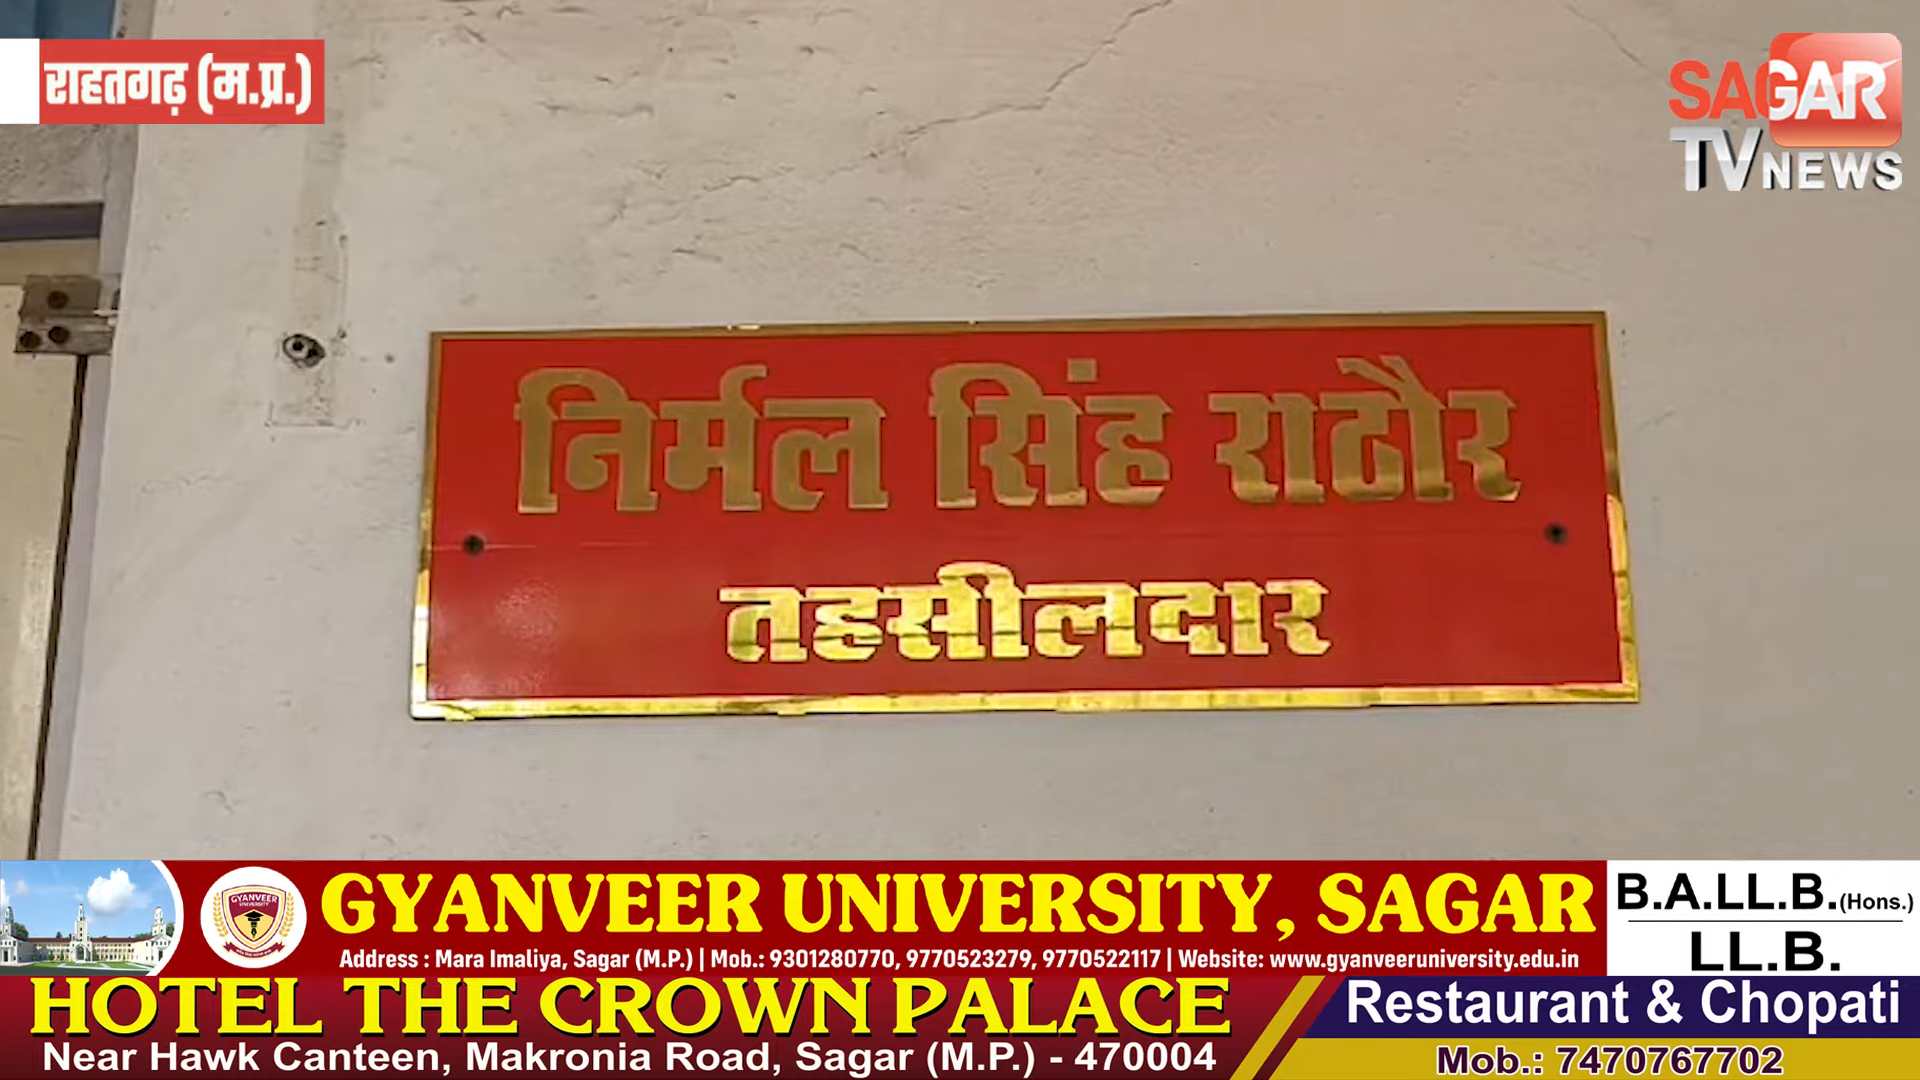 राहतगढ़ (म.प्र.)
SAGAR
TV NEWS
निर्मल सिंह राठौर
तहसीलदार
GYANVEER UNIVERSITY
GYANVEER UNIVERSITY, SAGAR
Address : Mara Imaliya, Sagar (M.P.) | Mob.: 9301280770, 9770523279, 9770522117 | Website: www.gyanveeruniversity.edu.in
B.A.LL.B.(Hons.)
LL.B.
HOTEL THE CROWN PALACE
Near Hawk Canteen, Makronia Road, Sagar (M.P.) - 470004
Restaurant & Chopati
Mob.: 7470767702